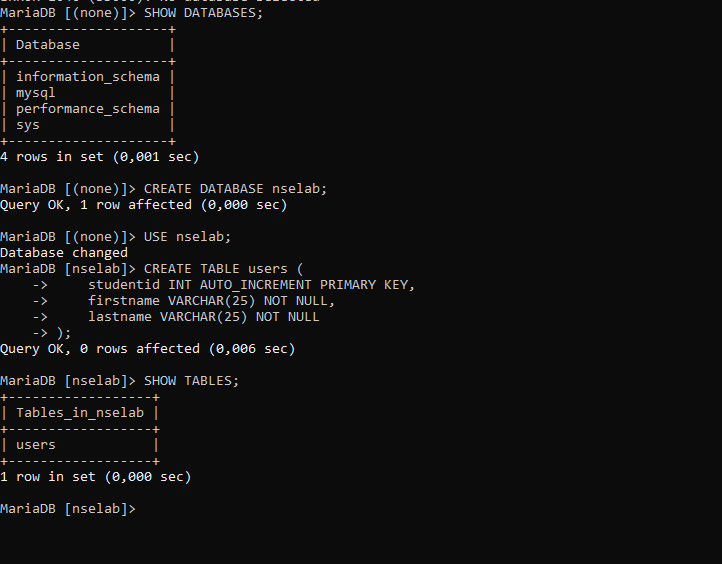 MariaDB [(none)]> SHOW DATABASES;
+--------------------+
| Database           |
+--------------------+
| information_schema |
| mysql              |
| performance_schema |
| sys                |
+--------------------+
4 rows in set (0,001 sec)
MariaDB [(none)]> CREATE DATABASE nselab;
Query OK, 1 row affected (0,000 sec)
MariaDB [(none)]> USE nselab;
Database changed
MariaDB [nselab]> CREATE TABLE users (
    ->     studentid INT AUTO_INCREMENT PRIMARY KEY,
    ->     firstname VARCHAR(25) NOT NULL,
    ->     lastname VARCHAR(25) NOT NULL
    -> );
Query OK, 0 rows affected (0,006 sec)
MariaDB [nselab]> SHOW TABLES;
+------------------+
| Tables_in_nselab |
+------------------+
| users            |
+------------------+
1 row in set (0,000 sec)
MariaDB [nselab]>